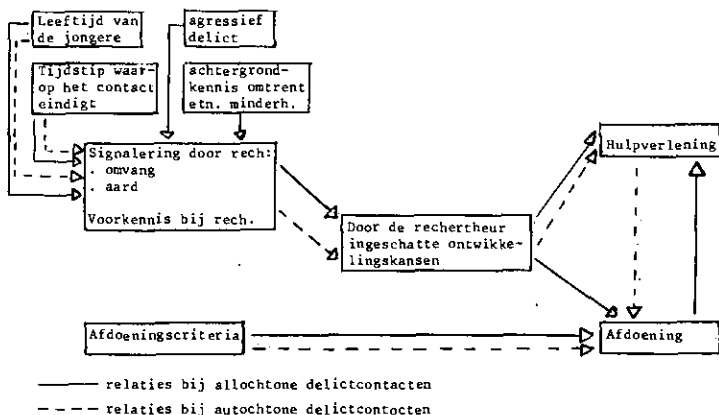 Leeftijd van
de jongere
agressief
delict
Tijdstip waar-
op het contact
eindigt
achtergrond-
kennis omtrent
etn. minderh.
Signalering door rech:
. omvang
. aard
Voorkennis bij rech.
Hulpverlening
Door de rechertheur
ingeschatte ontwikke-
lingskansen
Afdoeningscriteria
Afdoening
relaties bij allochtone delictcontacten
relaties bij autochtone delictcontocten